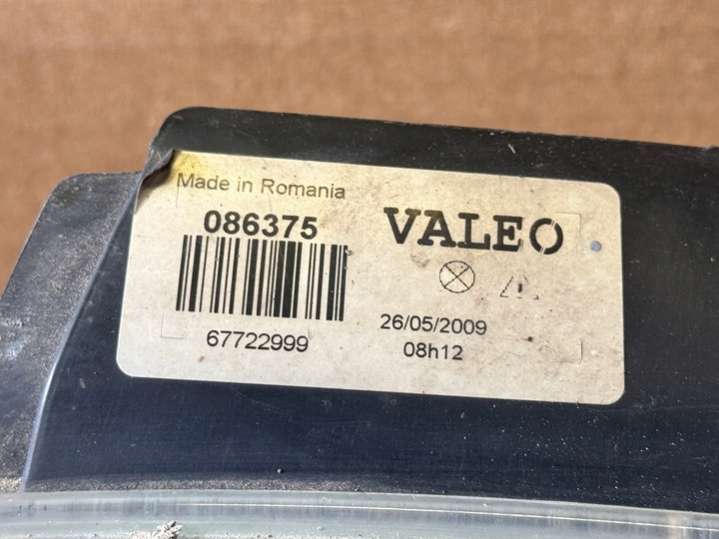 Made in Romania
086375
VALEO
67722999
26/05/2009
08h12